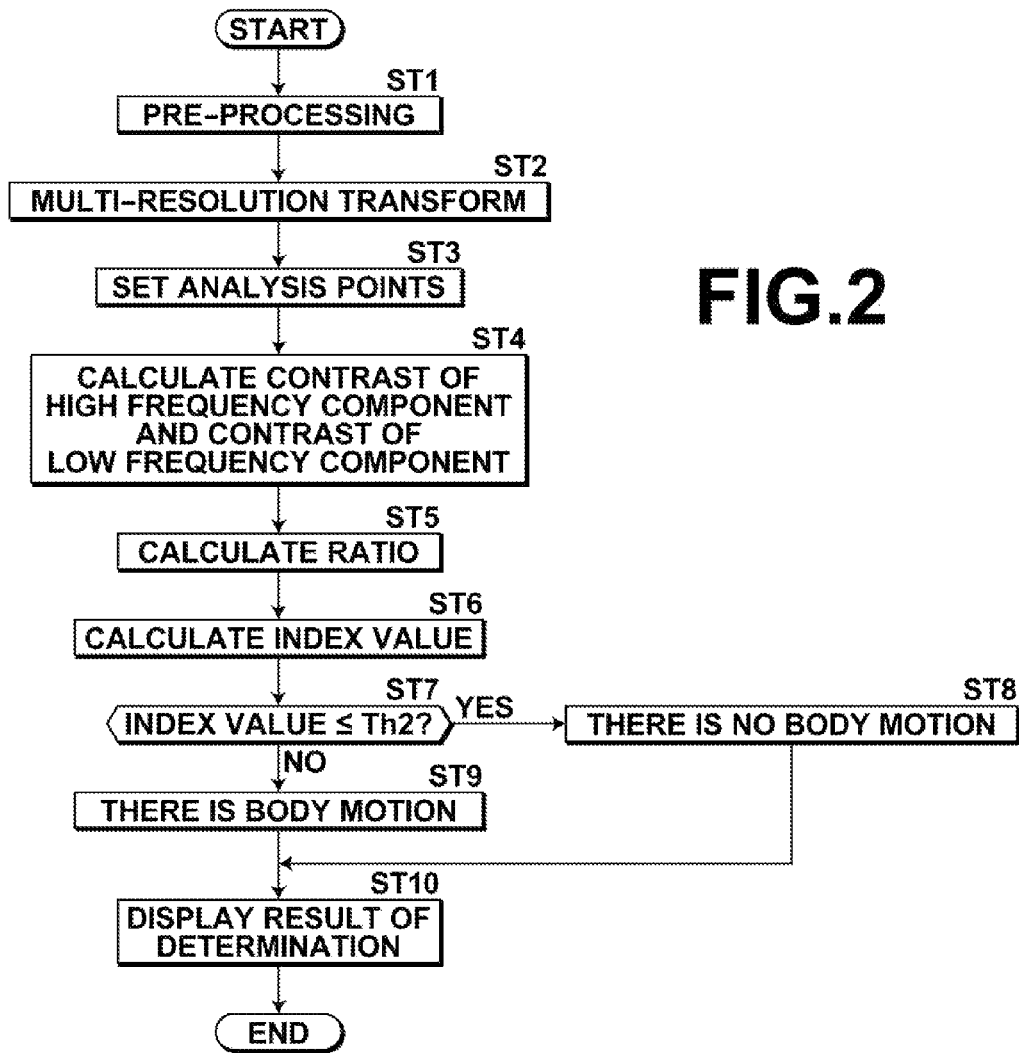 START
ST1
PRE-PROCESSING
ST2
MULTI-RESOLUTION TRANSFORM
ST3
SET ANALYSIS POINTS
FIG.2
ST4
CALCULATE CONTRAST OF
HIGH FREQUENCY COMPONENT
AND CONTRAST OF
LOW FREQUENCY COMPONENT
ST5
CALCULATE RATIO
ST6
CALCULATE INDEX VALUE
ST7
INDEX VALUE ≤ Th2?
YES
ST8
THERE IS NO BODY MOTION
NO
ST9
THERE IS BODY MOTION
ST10
DISPLAY RESULT OF
DETERMINATION
END